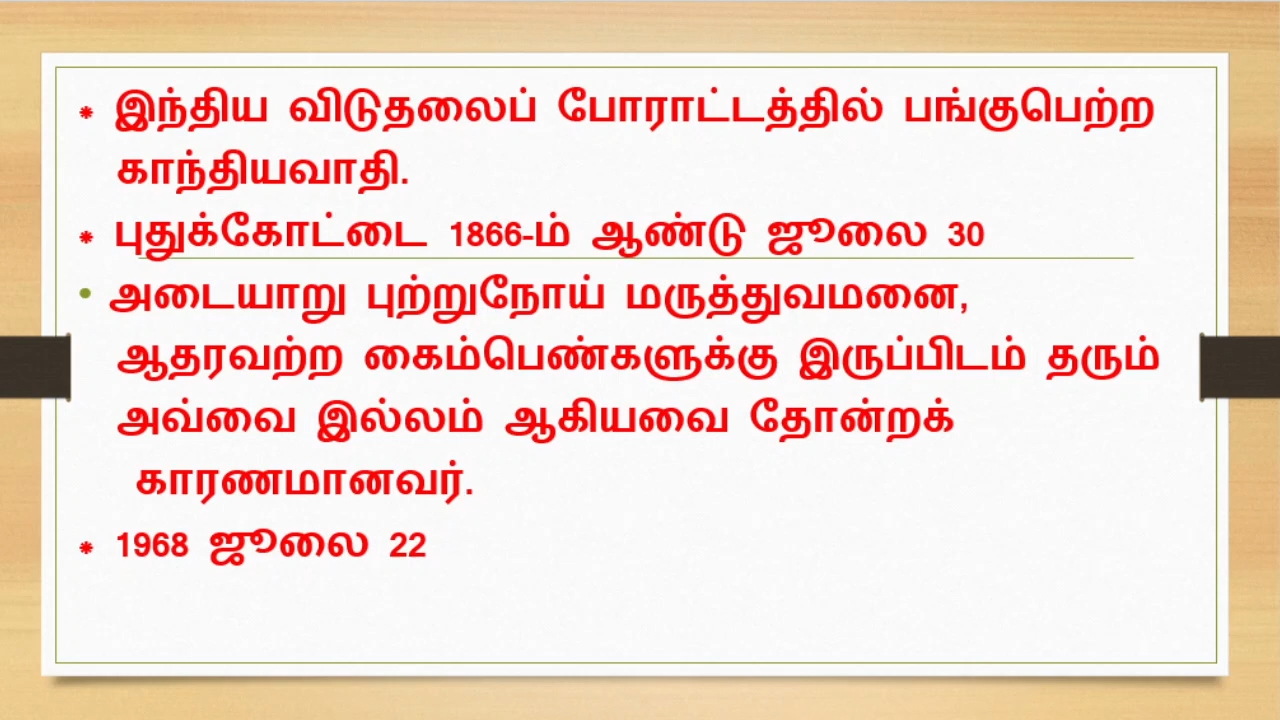 * இந்திய விடுதலைப் போராட்டத்தில் பங்குபெற்ற
காந்தியவாதி.
* புதுக்கோட்டை 1866-ம் ஆண்டு ஜூலை 30
• அடையாறு புற்றுநோய் மருத்துவமனை,
ஆதரவற்ற கைம்பெண்களுக்கு இருப்பிடம் தரும்
அவ்வை இல்லம் ஆகியவை தோன்றக்
காரணமானவர்.
* 1968 ஜூலை 22